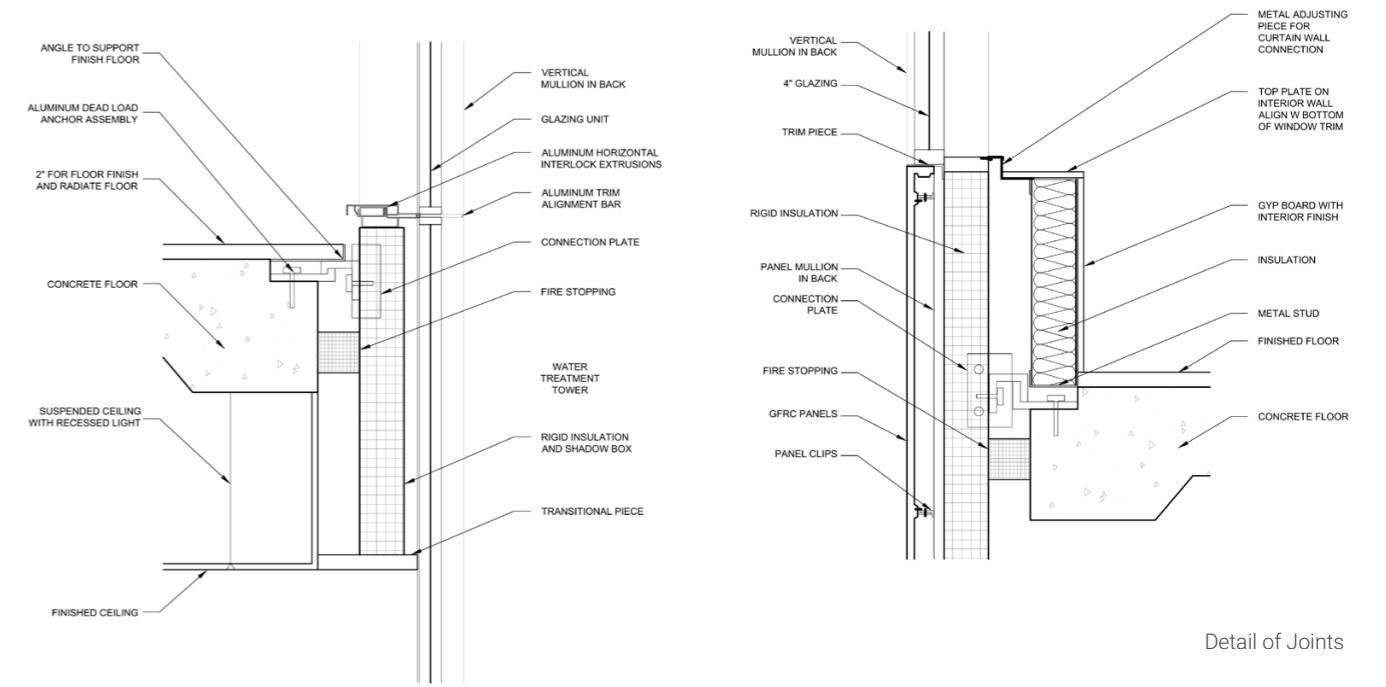 ANGLE TO SUPPORT
FINISH FLOOR
ALUMINUM DEAD LOAD
ANCHOR ASSEMBLY
2" FOR FLOOR FINISH
AND RADIATE FLOOR
CONCRETE FLOOR
SUSPENDED CEILING
WITH RECESSED LIGHT
FINISHED CEILING
VERTICAL
MULLION IN BACK
GLAZING UNIT
ALUMINUM HORIZONTAL
INTERLOCK EXTRUSIONS
ALUMINUM TRIM
ALIGNMENT BAR
CONNECTION PLATE
FIRE STOPPING
WATER
TREATMENT
TOWER
RIGID INSULATION
AND SHADOW BOX
TRANSITIONAL PIECE
VERTICAL
MULLION IN BACK
4" GLAZING
TRIM PIECE
RIGID INSULATION
PANEL MULLION
IN BACK
CONNECTION
PLATE
FIRE STOPPING
GFRC PANELS
PANEL CLIPS
METAL ADJUSTING
PIECE FOR
CURTAIN WALL
CONNECTION
TOP PLATE ON
INTERIOR WALL
ALIGN W BOTTOM
OF WINDOW TRIM
GYP BOARD WITH
INTERIOR FINISH
INSULATION
METAL STUD
FINISHED FLOOR
CONCRETE FLOOR
Detail of Joints